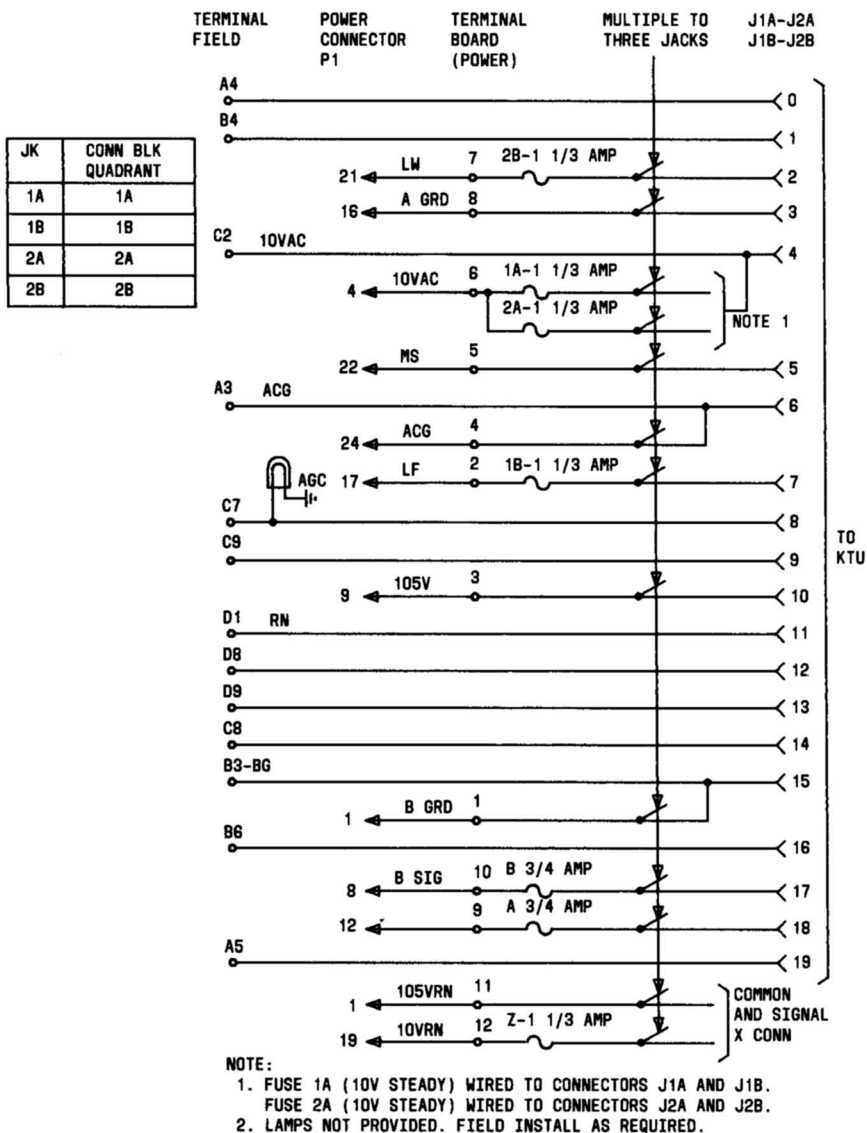 TERMINAL FIELD POWER CONNECTOR P1 TERMINAL BOARD (POWER) MULTIPLE TO THREE JACKS J1A-J2A J1B-J2B
A4 0
B4 1
JK CONN BLK QUADRANT
1A 1A
1B 1B
2A 2A
2B 2B
21 LW 7 2B-1 1/3 AMP 2
16 A GRD 8 3
C2 10VAC 4
4 10VAC 6 1A-1 1/3 AMP
2A-1 1/3 AMP
NOTE 1
22 MS 5 5
A3 ACG 6
24 ACG 4
AGC 17 LF 2 1B-1 1/3 AMP 7
C7 8
C9 9
TO KTU
9 105V 3 10
D1 RN 11
D8 12
D9 13
C8 14
B3-BG 15
1 B GRD 1
B6 16
8 B SIG 10 B 3/4 AMP 17
12 9 A 3/4 AMP 18
A5 19
1 105VRN 11
19 10VRN 12 Z-1 1/3 AMP
COMMON
AND SIGNAL
X CONN
NOTE:
1. FUSE 1A (10V STEADY) WIRED TO CONNECTORS J1A AND J1B.
FUSE 2A (10V STEADY) WIRED TO CONNECTORS J2A AND J2B.
2. LAMPS NOT PROVIDED. FIELD INSTALL AS REQUIRED.